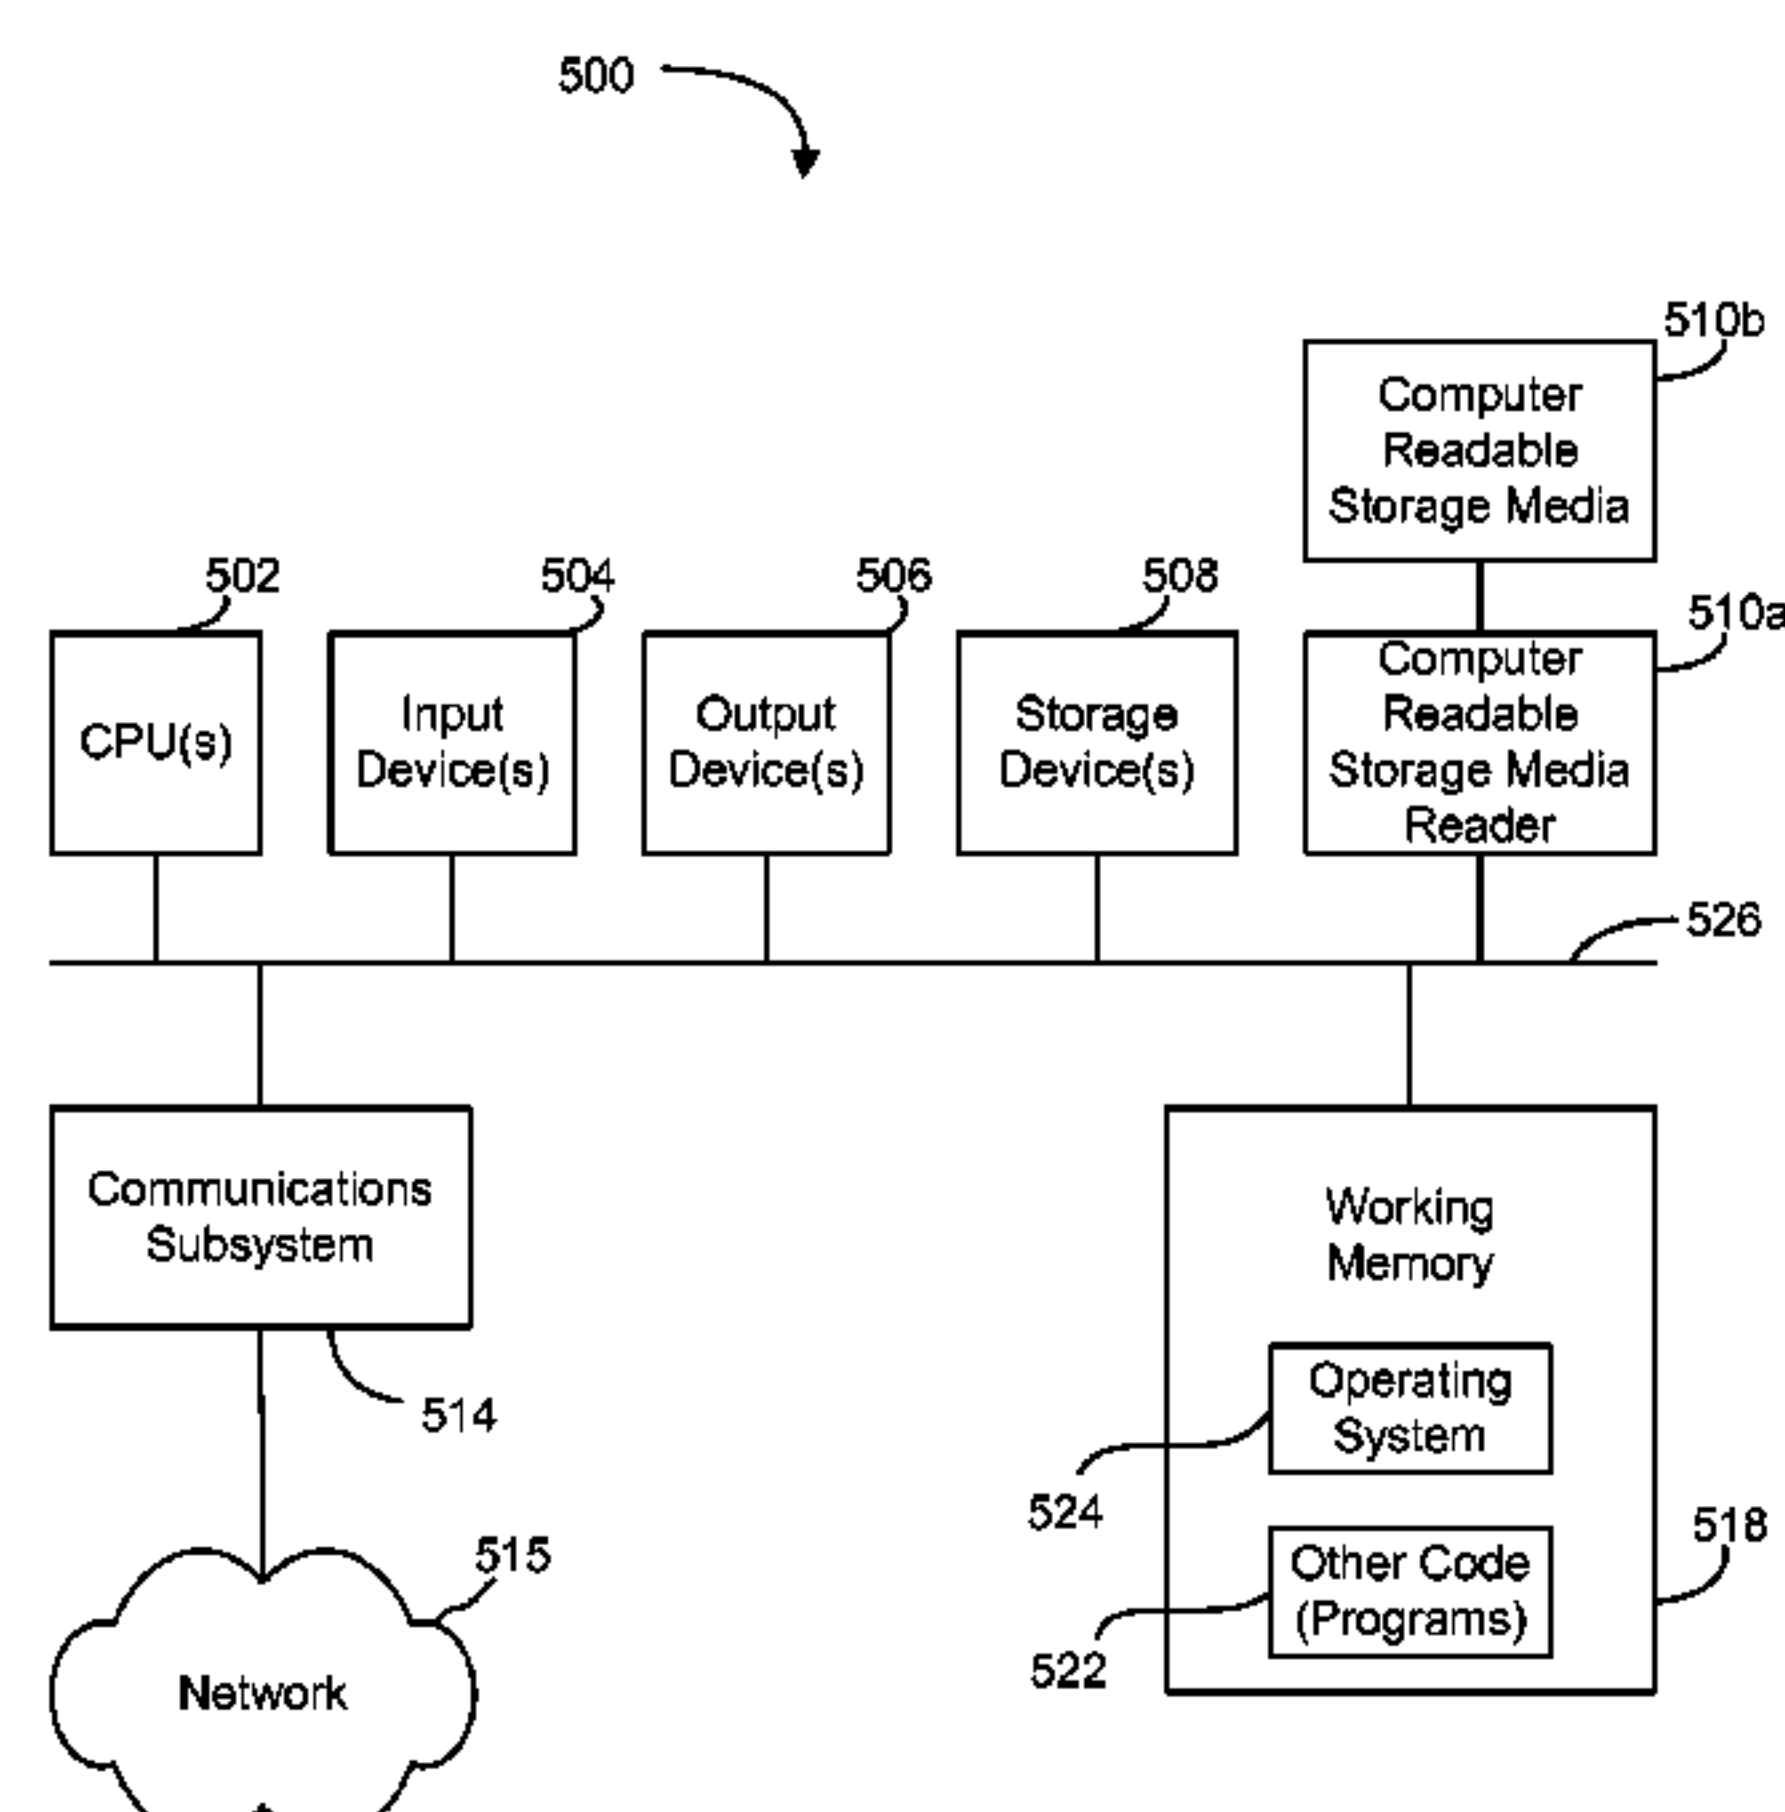 500
510b
Computer
Readable
Storage Media
502
504
506
508
510a
CPU(s)
Input
Device(s)
Output
Device(s)
Storage
Device(s)
Computer
Readable
Storage Media
Reader
526
Communications
Subsystem
514
Working
Memory
Operating
System
524
Other Code
(Programs)
522
518
515
Network